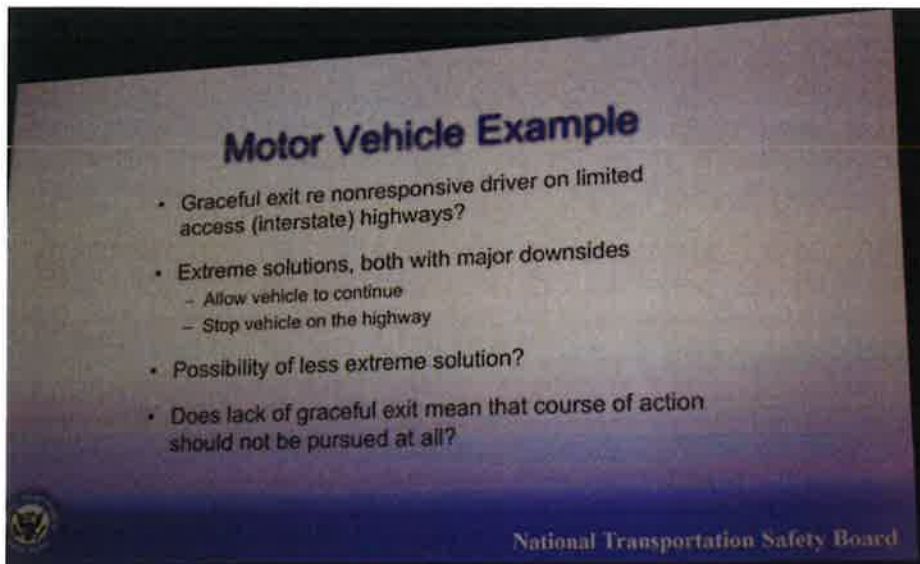 Motor Vehicle Example
• Graceful exit re nonresponsive driver on limited
access (interstate) highways?
• Extreme solutions, both with major downsides
– Allow vehicle to continue
– Stop vehicle on the highway
• Possibility of less extreme solution?
• Does lack of graceful exit mean that course of action
should not be pursued at all?
National Transportation Safety Board